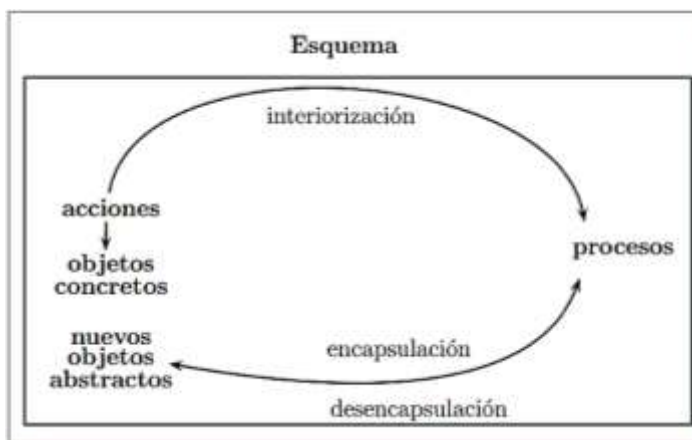 Esquema
interiorización
acciones
objetos
concretos
procesos
nuevos
objetos
abstractos
encapsulación
desencapsulación